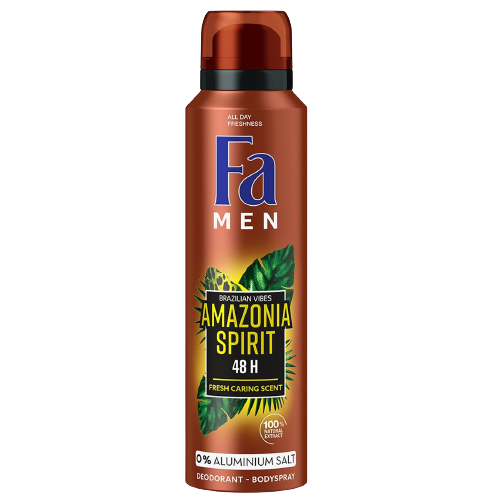 ALL DAY
FRESHNESS
Fa
MEN
BRAZILIAN VIBES
AMAZONIA
SPIRIT
48 H
FRESH CARING SCENT
100%
NATURAL
EXTRACT
0% ALUMINIUM SALT
DEODORANT - BODYSPRAY